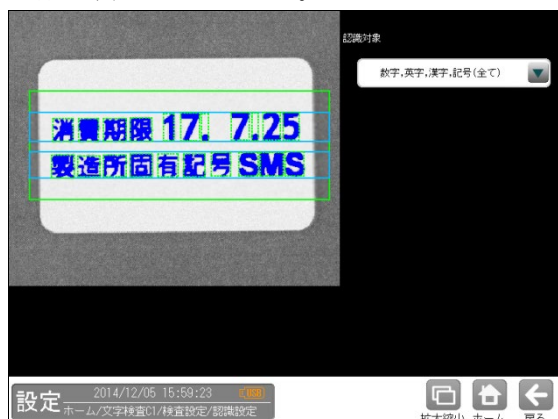 認識対象
数字,英字,漢字,記号(全て)
消費期限 17. 7.25
製造所固有記号 SMS
設定
2014/12/05 15:59:23
ホーム/文字検査C1/検査設定/認識設定
拡大縮小 ホーム 戻る